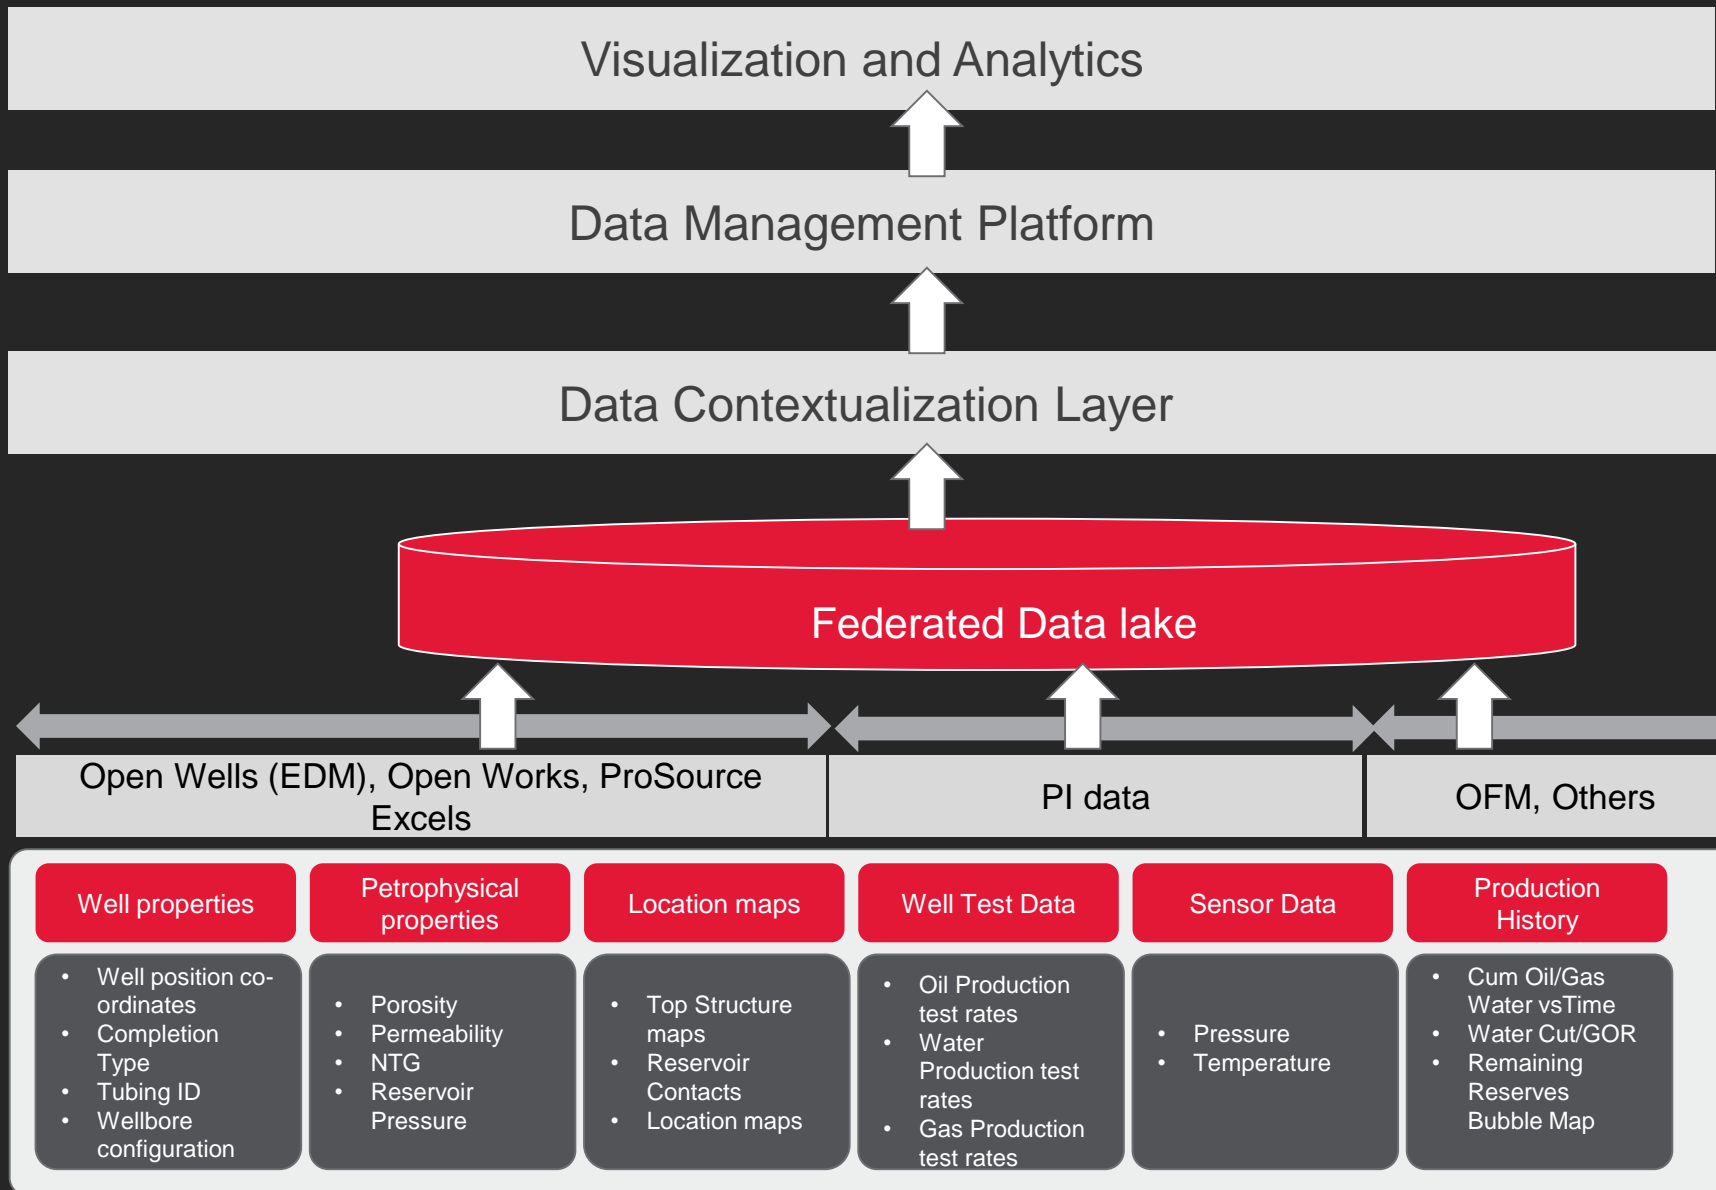 Visualization and Analytics
Data Management Platform
Data Contextualization Layer
Federated Data lake
Open Wells (EDM), Open Works, ProSource
Excels
PI data
OFM, Others
Well properties
Petrophysical
properties
Location maps
Well Test Data
Sensor Data
Production
History
• Well position co-
ordinates
• Completion
Type
• Tubing ID
• Wellbore
configuration
• Porosity
• Permeability
• NTG
• Reservoir
Pressure
• Top Structure
maps
• Reservoir
Contacts
• Location maps
• Oil Production
test rates
• Water
Production test
rates
• Gas Production
test rates
• Pressure
• Temperature
• Cum Oil/Gas
Water vsTime
• Water Cut/GOR
• Remaining
Reserves
Bubble Map